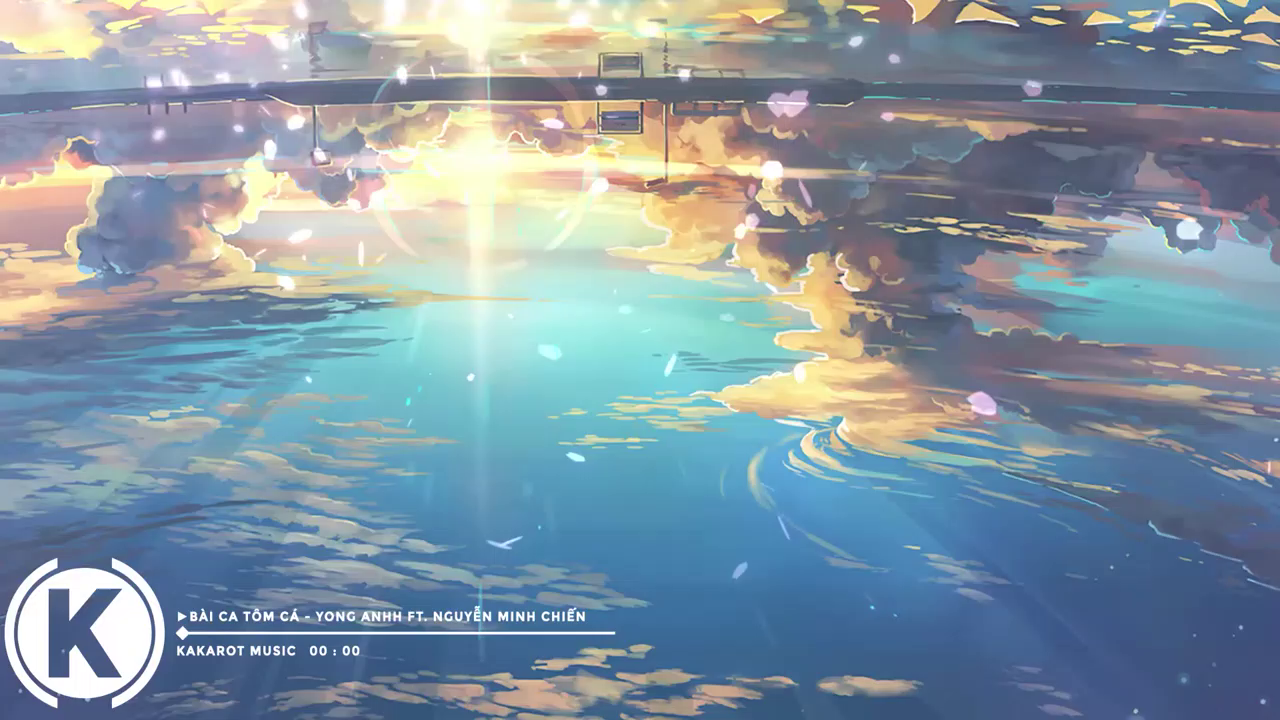 K
▶BÀI CA TÔM CÁ - YONG ANHH FT. NGUYỄN MINH CHIẾN
KAKAROT MUSIC 00 : 00